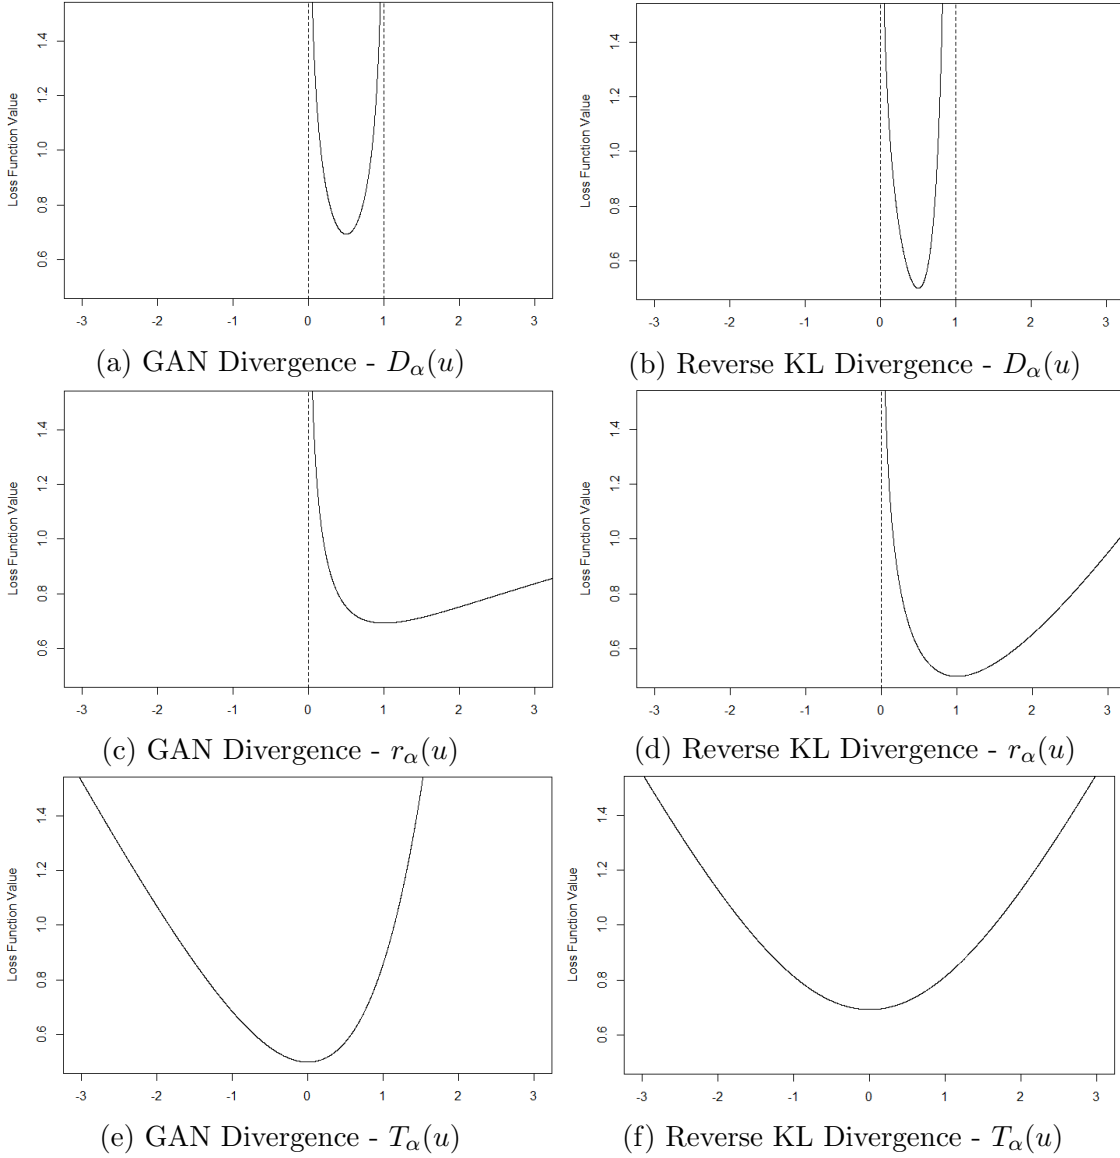 Loss Function Value
1.4
1.2
1.0
0.8
0.6
-3 -2 -1 0 1 2 3
(a) GAN Divergence - D_α(u)
Loss Function Value
1.4
1.2
1.0
0.8
0.6
-3 -2 -1 0 1 2 3
(b) Reverse KL Divergence - D_α(u)
Loss Function Value
1.4
1.2
1.0
0.8
0.6
-3 -2 -1 0 1 2 3
(c) GAN Divergence - r_α(u)
Loss Function Value
1.4
1.2
1.0
0.8
0.6
-3 -2 -1 0 1 2 3
(d) Reverse KL Divergence - r_α(u)
Loss Function Value
1.4
1.2
1.0
0.8
0.6
-3 -2 -1 0 1 2 3
(e) GAN Divergence - T_α(u)
Loss Function Value
1.4
1.2
1.0
0.8
0.6
-3 -2 -1 0 1 2 3
(f) Reverse KL Divergence - T_α(u)